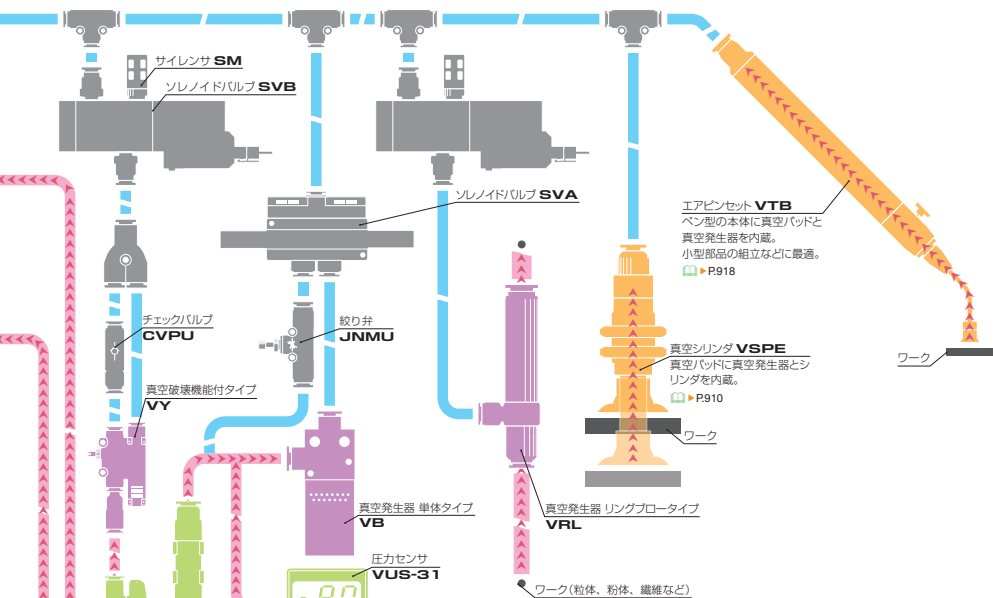 サイレンサ SM
ソレノイドバルブ SVB
ソレノイドバルブ SVA
エアピンセット VTB
ペン型の本体に真空パッドと
真空発生器を内蔵。
小型部品の組立などに最適。
P.918
チェックバルブ
CVPU
絞り弁
JNMU
真空シリンダ VSPE
真空パッドに真空発生器とシ
リンダを内蔵。
P.910
ワーク
真空破壊機能付タイプ
VY
ワーク
真空発生器 単体タイプ
VB
真空発生器 リングブロータイプ
VRL
圧力センサ
VUS-31
ワーク(粒体、粉体、繊維など)